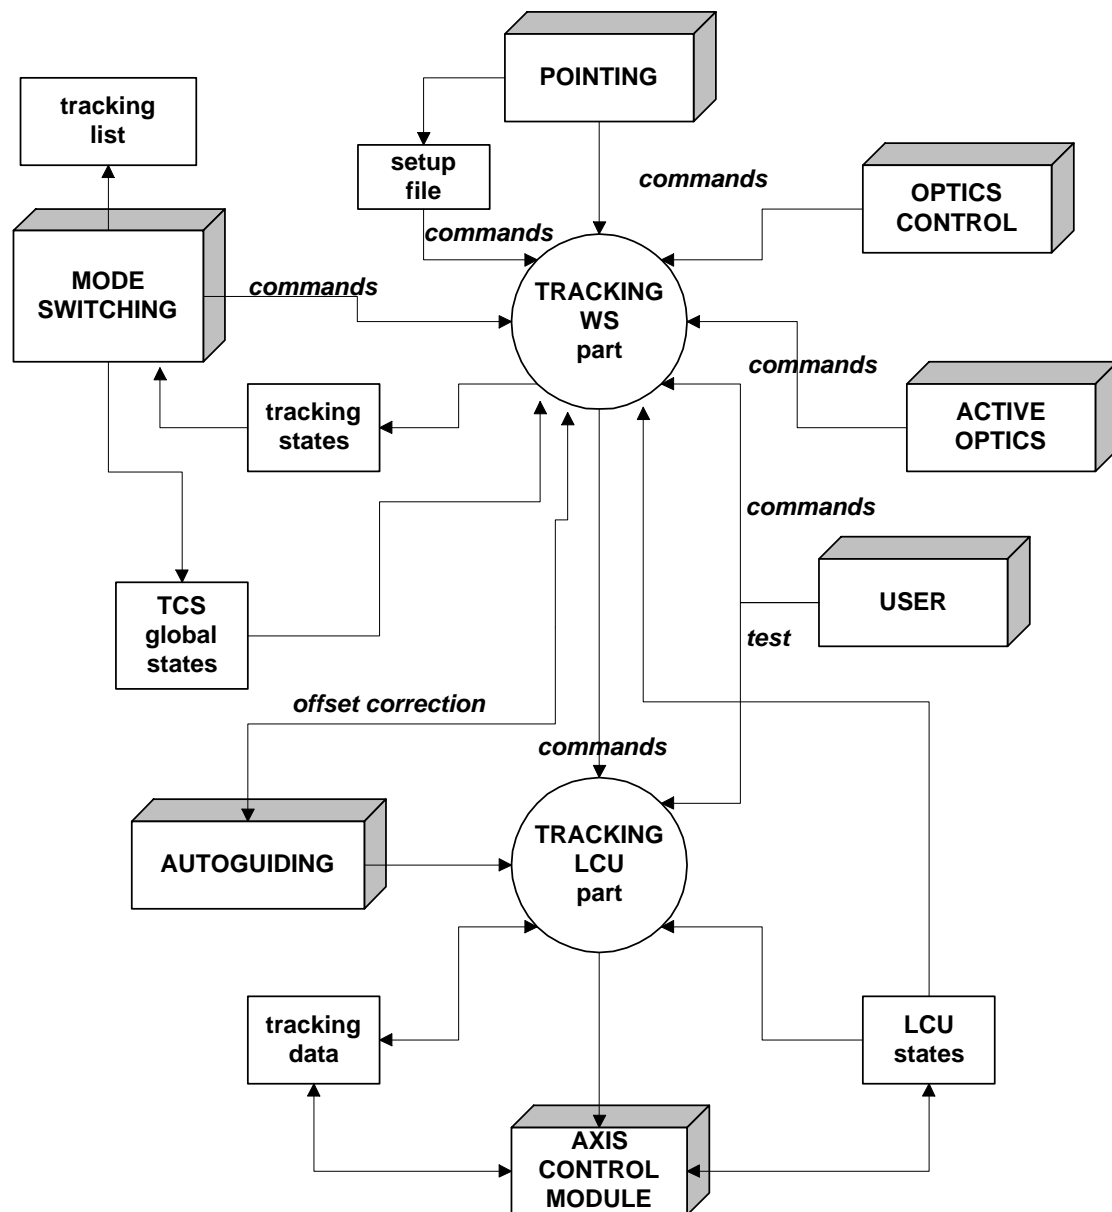 POINTING
tracking
list
setup
file
commands
OPTICS
CONTROL
commands
MODE
SWITCHING
commands
TRACKING
WS
part
commands
ACTIVE
OPTICS
tracking
states
commands
TCS
global
states
USER
test
offset correction
commands
AUTOGUIDING
TRACKING
LCU
part
tracking
data
LCU
states
AXIS
CONTROL
MODULE